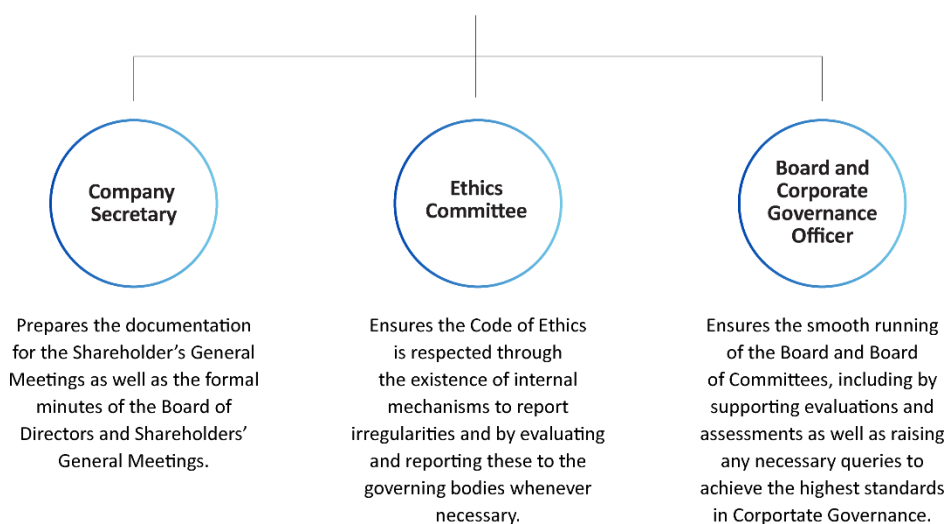 Company
Secretary
Prepares the documentation
for the Shareholder’s General
Meetings as well as the formal
minutes of the Board of
Directors and Shareholders’
General Meetings.
Ethics
Committee
Ensures the Code of Ethics
is respected through
the existence of internal
mechanisms to report
irregularities and by evaluating
and reporting these to the
governing bodies whenever
necessary.
Board and
Corporate
Governance
Officer
Ensures the smooth running
of the Board and Board
of Committees, including by
supporting evaluations and
assessments as well as raising
any necessary queries to
achieve the highest standards
in Corportate Governance.